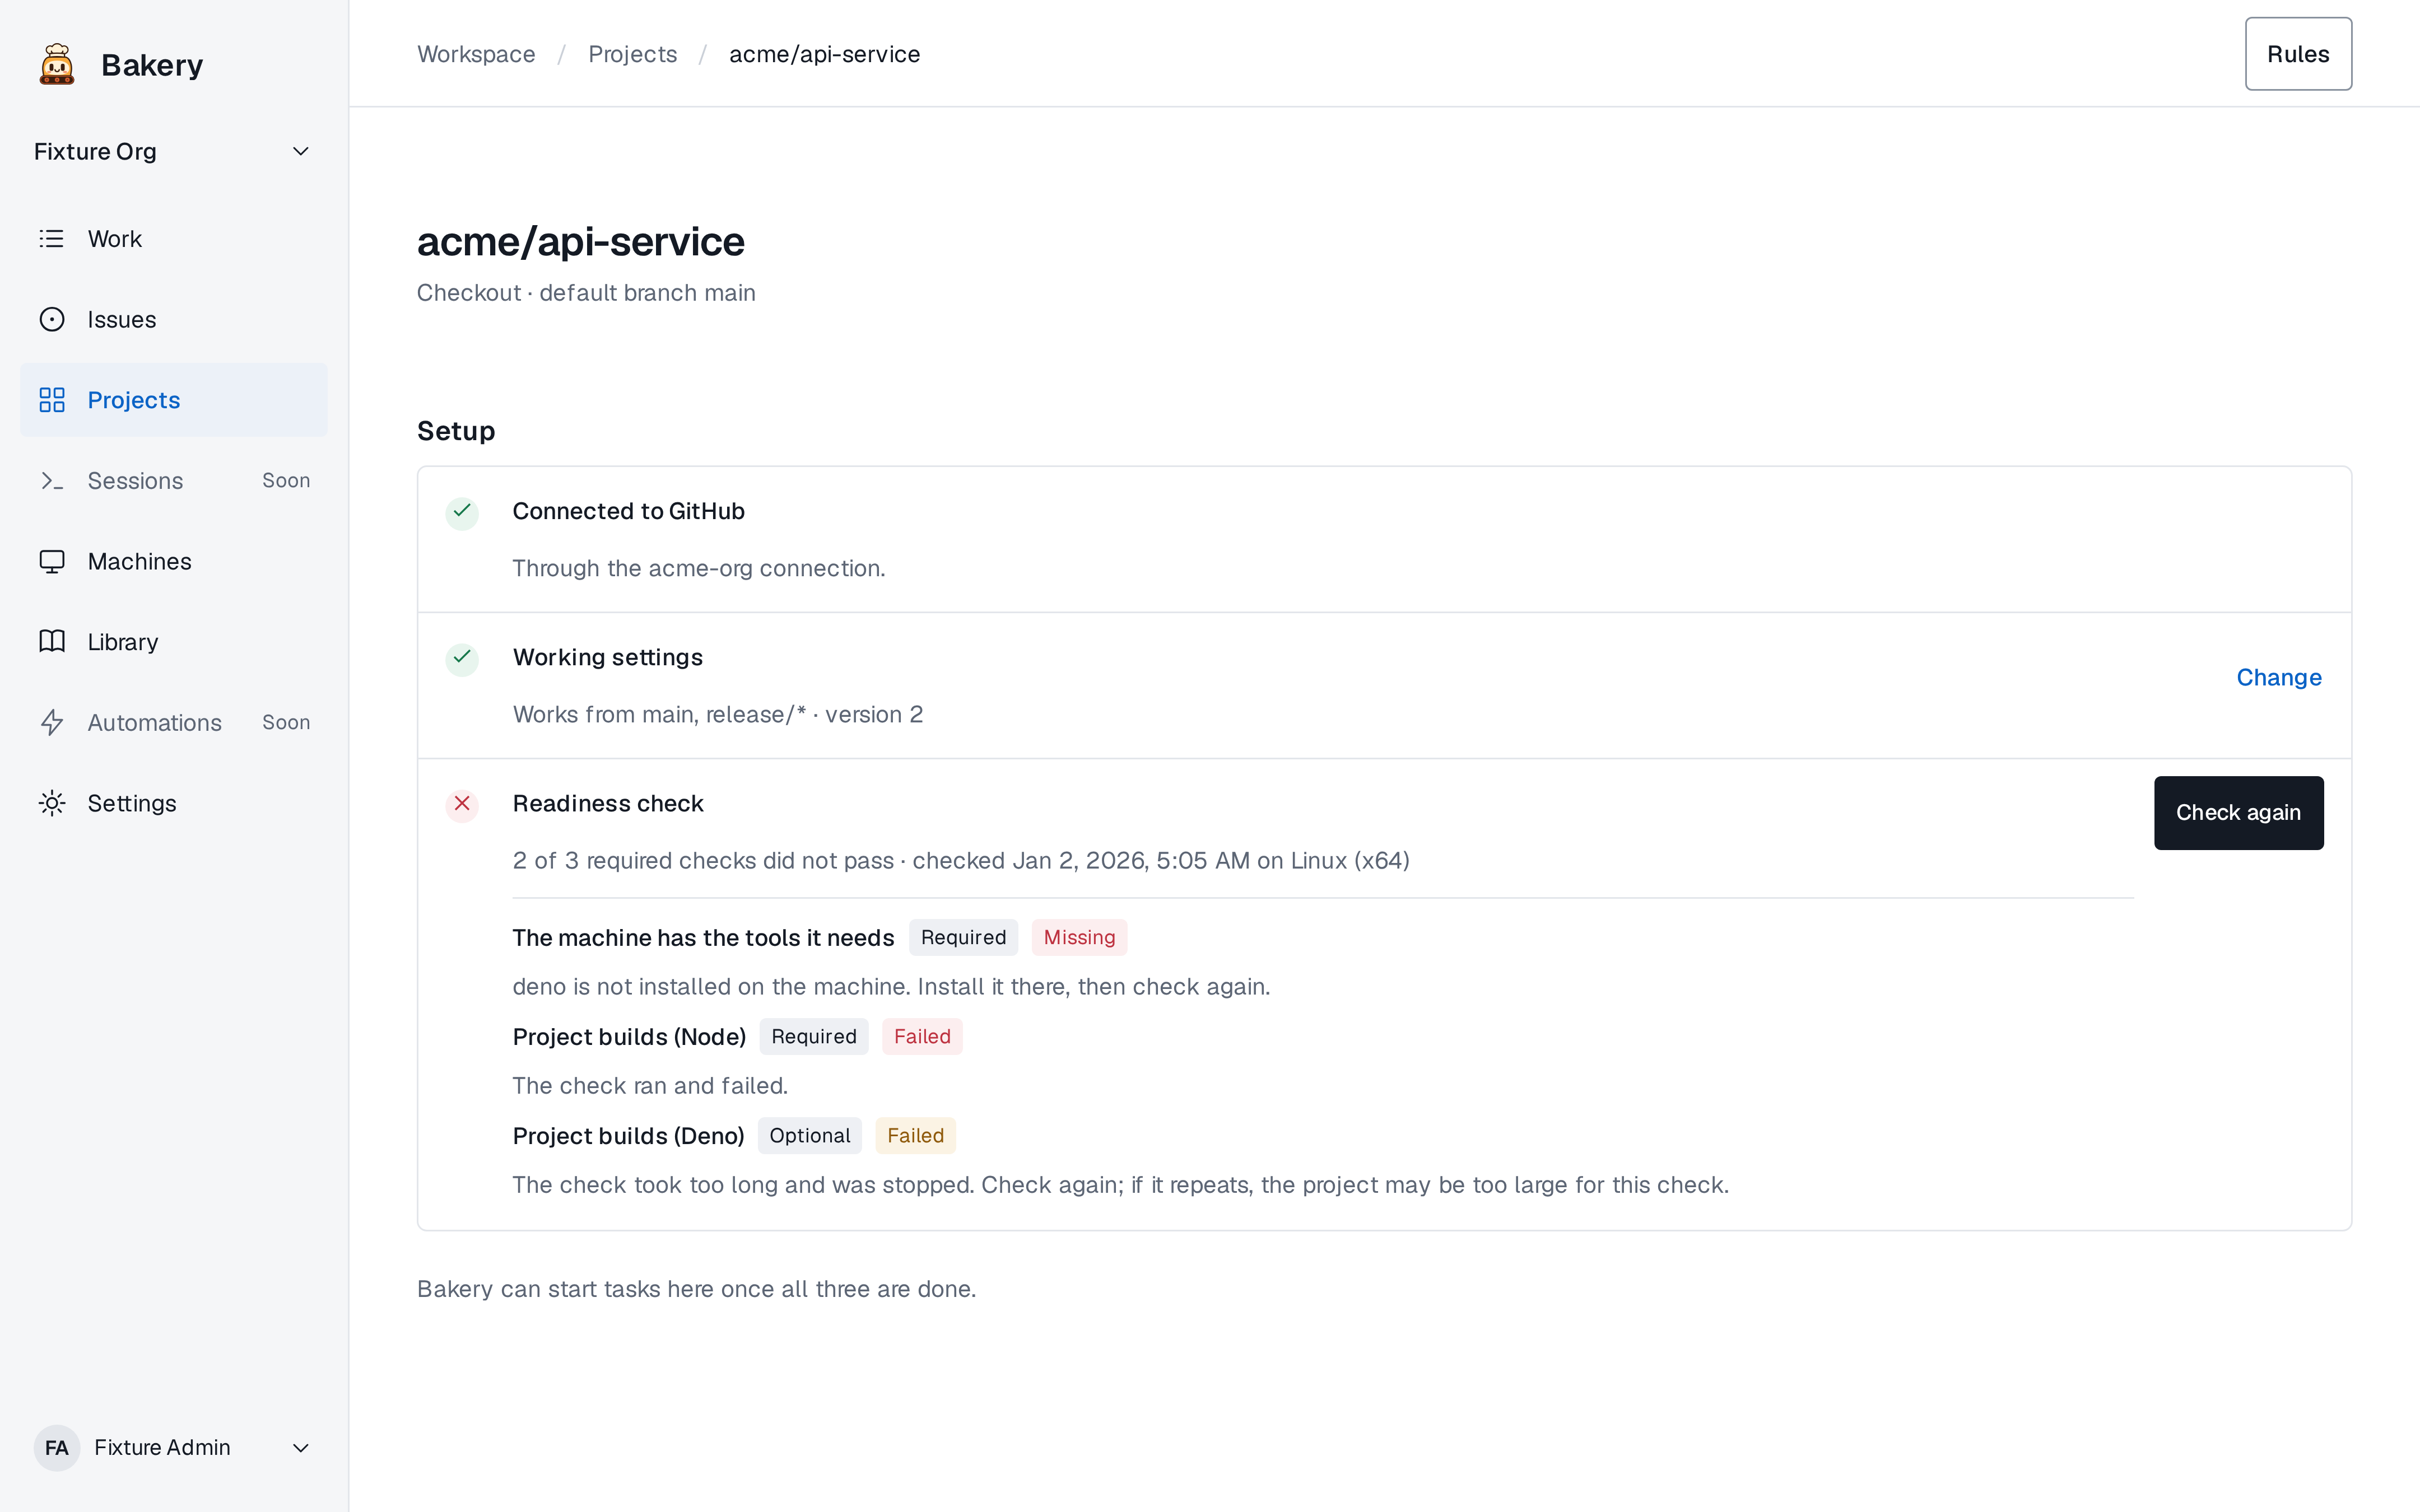 Bakery
Fixture Org
Work
Issues
Projects
Sessions Soon
Machines
Library
Automations Soon
Settings
FA Fixture Admin
Workspace / Projects / acme/api-service
Rules
acme/api-service
Checkout · default branch main
Setup
Connected to GitHub
Through the acme-org connection.
Working settings
Works from main, release/* · version 2
Change
Readiness check
2 of 3 required checks did not pass · checked Jan 2, 2026, 5:05 AM on Linux (x64)
Check again
The machine has the tools it needs Required Missing
deno is not installed on the machine. Install it there, then check again.
Project builds (Node) Required Failed
The check ran and failed.
Project builds (Deno) Optional Failed
The check took too long and was stopped. Check again; if it repeats, the project may be too large for this check.
Bakery can start tasks here once all three are done.